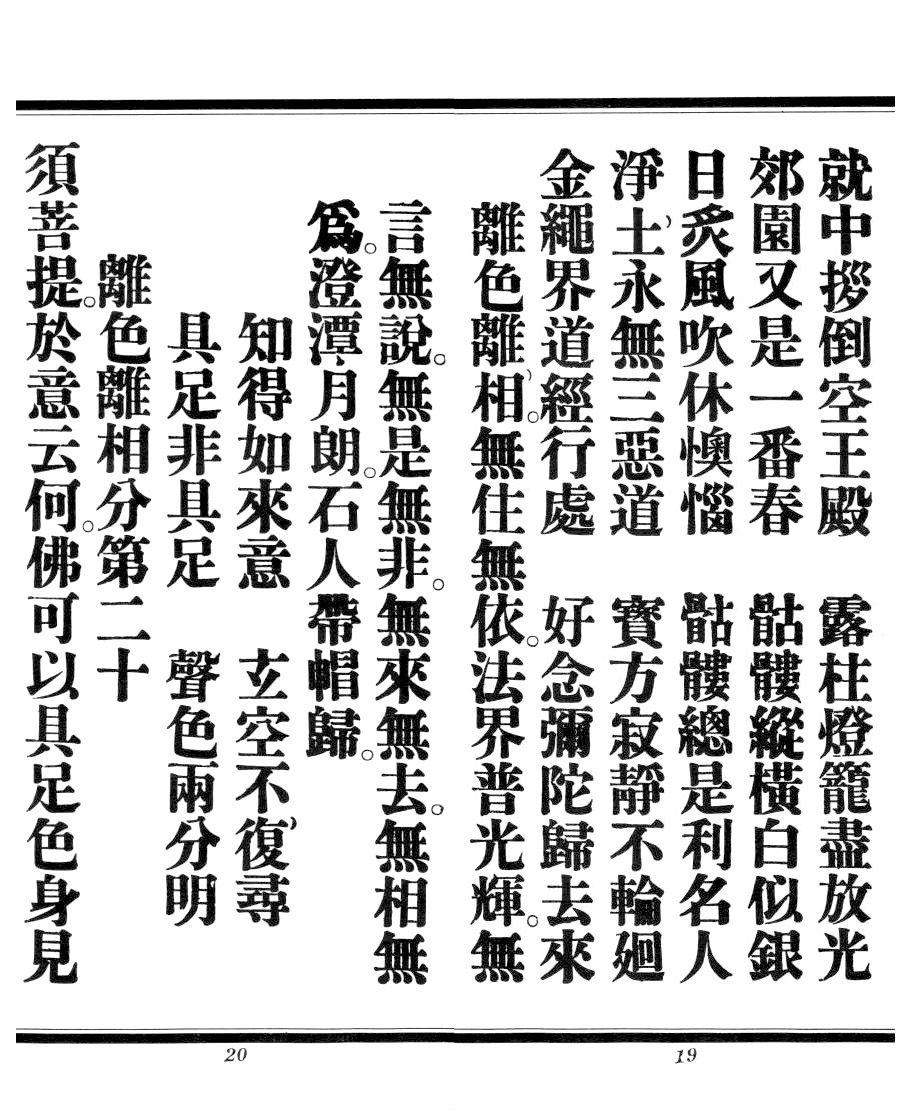 就中拶倒空王殿　露柱燈籠盡放光
郊園又是一番春　骷髏縱橫白似銀
日炙風吹休懊惱　骷髏總是利名人
淨土永無三惡道　寶方寂靜不輪廻
金繩界道經行處　好念彌陀歸去來
離色離相。無住無依。法界普光輝。無
19
言無說。無是無非。無來無去。無相無
爲。澄潭月朗。石人帶帽歸。
知得如來意　玄空不復尋
具足非具足　聲色兩分明
離色離相分第二十
須菩提。於意云何。佛可以具足色身見
20